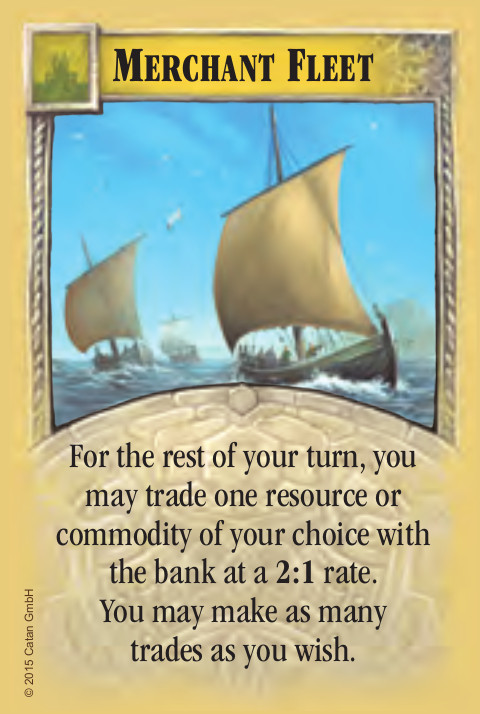 MERCHANT FLEET
For the rest of your turn, you
may trade one resource or
commodity of your choice with
the bank at a 2:1 rate.
You may make as many
trades as you wish.
© 2015 Catan GmbH